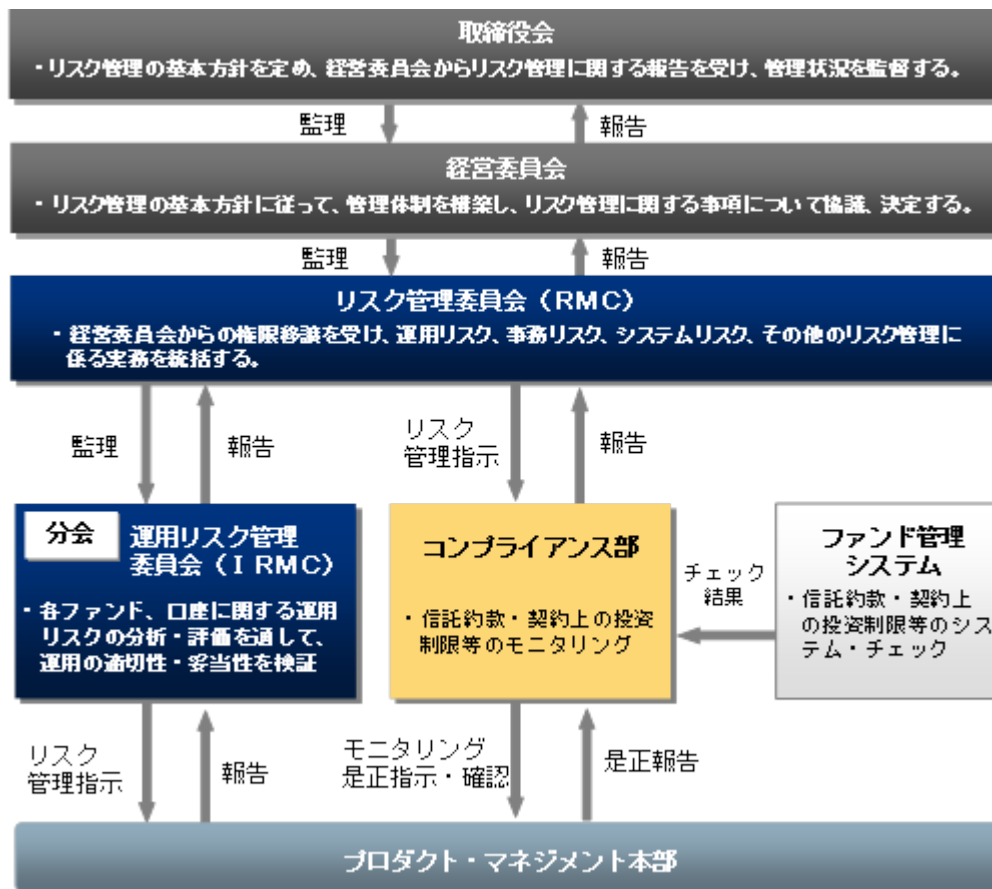 取締役会
・リスク管理の基本方針を定め、経営委員会からリスク管理に関する報告を受け、管理状況を監督する。
監理
報告
経営委員会
・リスク管理の基本方針に従って、管理体制を構築し、リスク管理に関する事項について協議、決定する。
監理
報告
リスク管理委員会（RMC）
・経営委員会からの権限移譲を受け、運用リスク、事務リスク、システムリスク、その他のリスク管理に
係る実務を統括する。
監理
報告
リスク
管理指示
報告
分会
運用リスク管理
委員会（IRMC）
・各ファンド、口座に関する運用
リスクの分析・評価を通して、
運用の適切性・妥当性を検証
コンプライアンス部
・信託約款・契約上の投資
制限等のモニタリング
チェック
結果
ファンド管理
システム
・信託約款・契約上
の投資制限等のシス
テム・チェック
リスク
管理指示
報告
モニタリング
是正指示・確認
是正報告
プロダクト・マネジメント本部